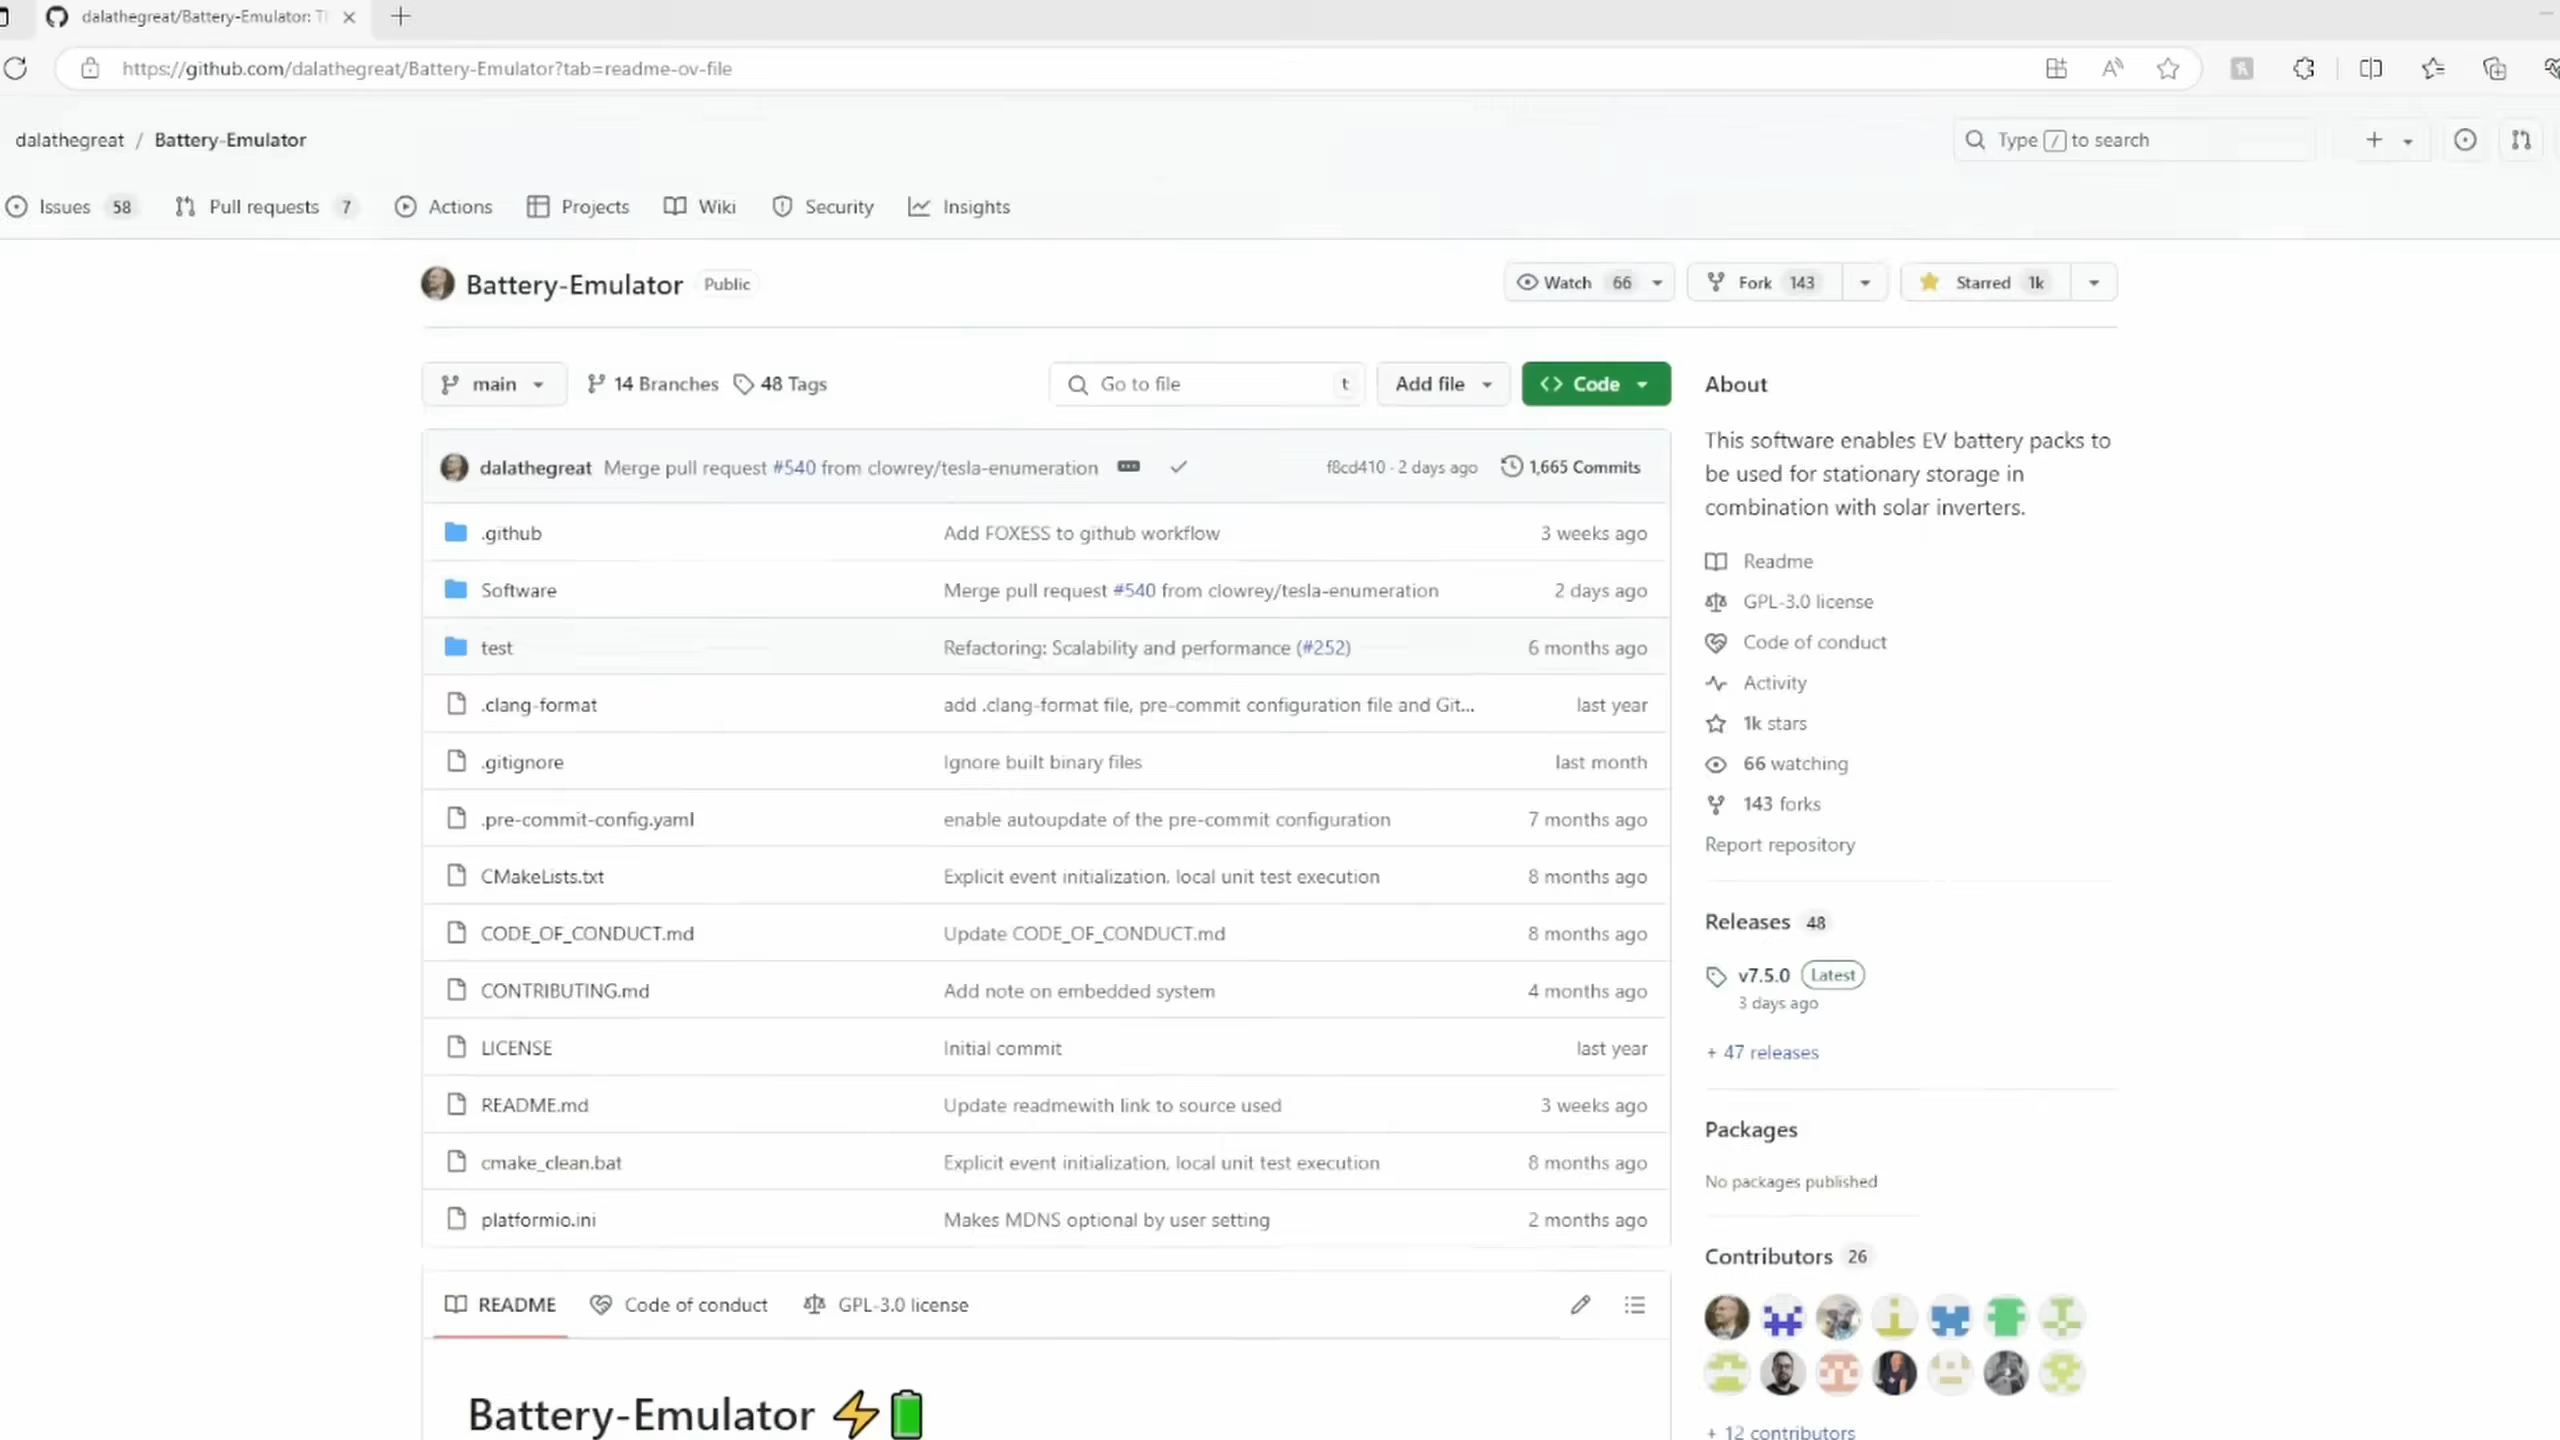 dalathegreat/Battery-Emulator: T
https://github.com/dalathegreat/Battery-Emulator?tab=readme-ov-file
dalathegreat / Battery-Emulator
Type / to search
Issues 58 Pull requests 7 Actions Projects Wiki Security Insights
Battery-Emulator Public
Watch 66 Fork 143 Starred 1k
main 14 Branches 48 Tags
Go to file t Add file <> Code
dalathegreat Merge pull request #540 from clowrey/tesla-enumeration f8cd410 · 2 days ago 1,665 Commits
.github Add FOXESS to github workflow 3 weeks ago
Software Merge pull request #540 from clowrey/tesla-enumeration 2 days ago
test Refactoring: Scalability and performance (#252) 6 months ago
.clang-format add .clang-format file, pre-commit configuration file and Git... last year
.gitignore Ignore built binary files last month
.pre-commit-config.yaml enable autoupdate of the pre-commit configuration 7 months ago
CMakeLists.txt Explicit event initialization, local unit test execution 8 months ago
CODE_OF_CONDUCT.md Update CODE_OF_CONDUCT.md 8 months ago
CONTRIBUTING.md Add note on embedded system 4 months ago
LICENSE Initial commit last year
README.md Update readmewith link to source used 3 weeks ago
cmake_clean.bat Explicit event initialization, local unit test execution 8 months ago
platformio.ini Makes MDNS optional by user setting 2 months ago
README Code of conduct GPL-3.0 license
Battery-Emulator ⚡🔋
About
This software enables EV battery packs to
be used for stationary storage in
combination with solar inverters.
Readme
GPL-3.0 license
Code of conduct
Activity
1k stars
66 watching
143 forks
Report repository
Releases 48
v7.5.0 Latest
3 days ago
+ 47 releases
Packages
No packages published
Contributors 26
+ 12 contributors